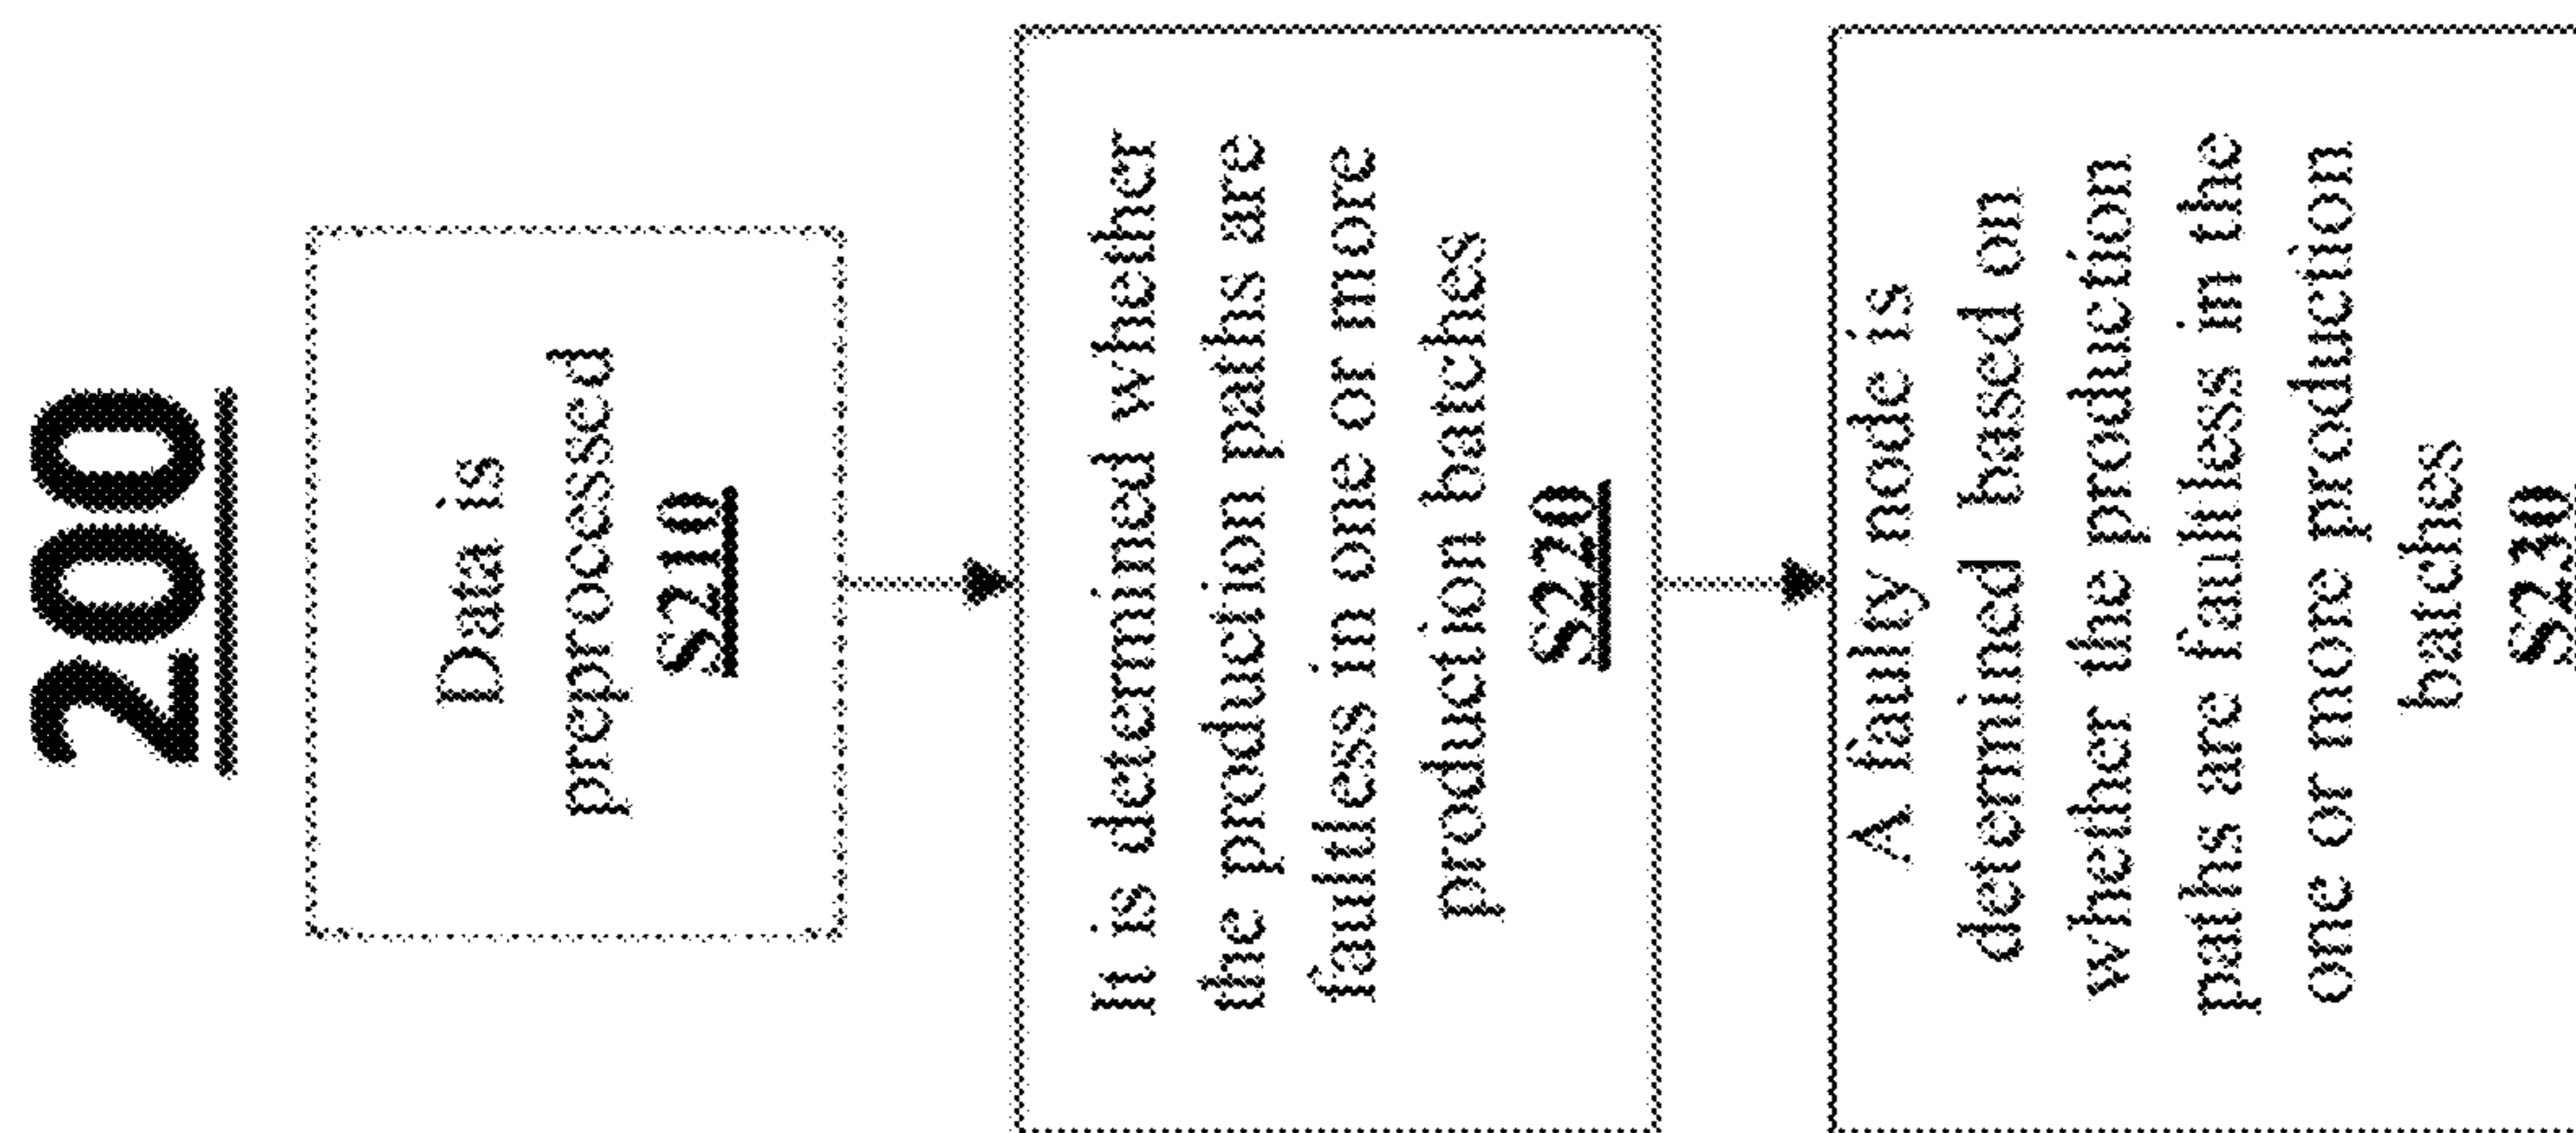 200
Data is
preprocessed
S210
It is determined whether
the production paths are
faultless in one or more
production batches
S220
A faulty node is
determined based on
whether the production
paths are faultless in the
one or more production
batches
S230